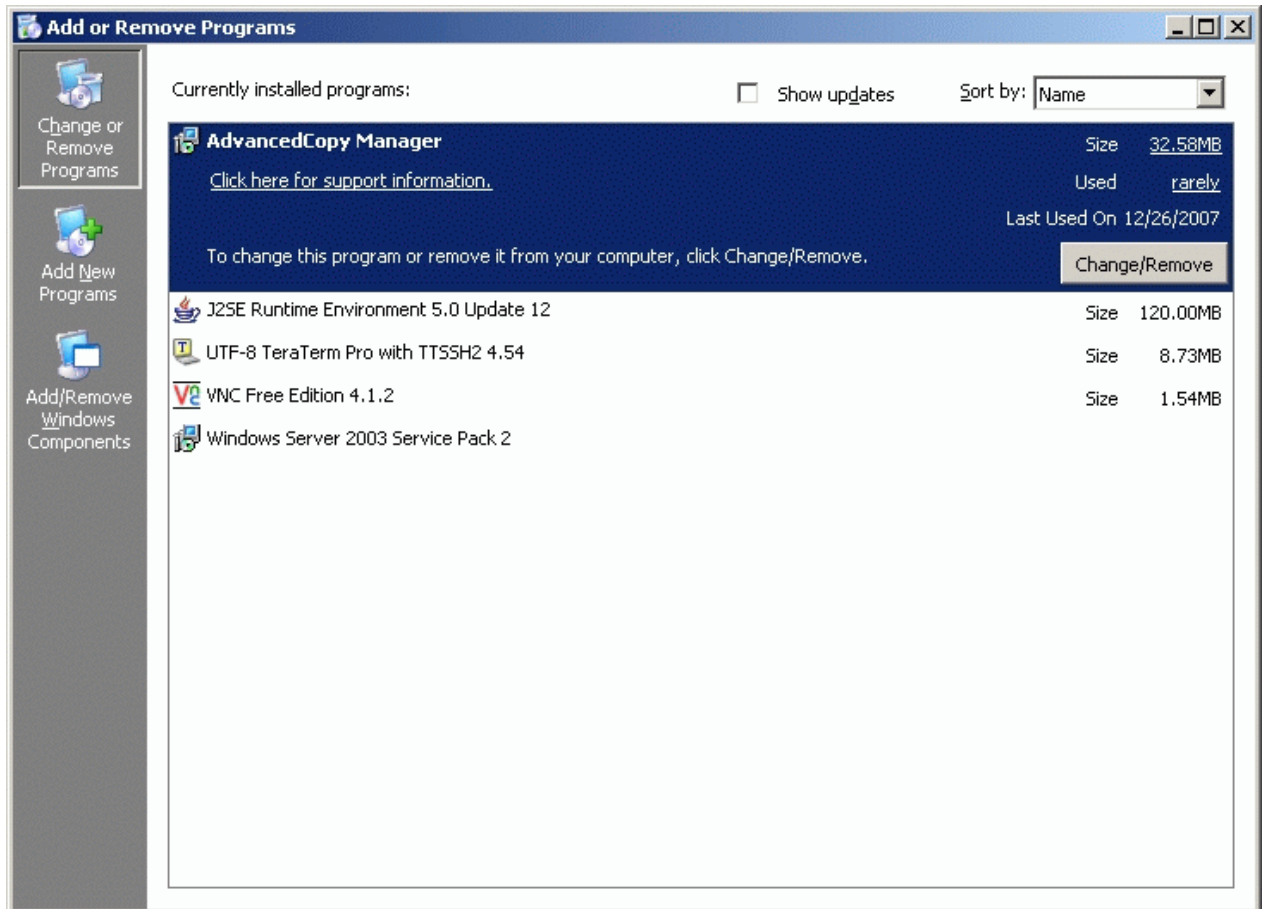 Add or Remove Programs
Change or
Remove
Programs
Add New
Programs
Add/Remove
Windows
Components
Currently installed programs:
Show updates
Sort by: Name
AdvancedCopy Manager
Size 32.58MB
Click here for support information.
Used rarely
Last Used On 12/26/2007
To change this program or remove it from your computer, click Change/Remove.
Change/Remove
J2SE Runtime Environment 5.0 Update 12
Size 120.00MB
UTF-8 TeraTerm Pro with TTSSH2 4.54
Size 8.73MB
VNC Free Edition 4.1.2
Size 1.54MB
Windows Server 2003 Service Pack 2